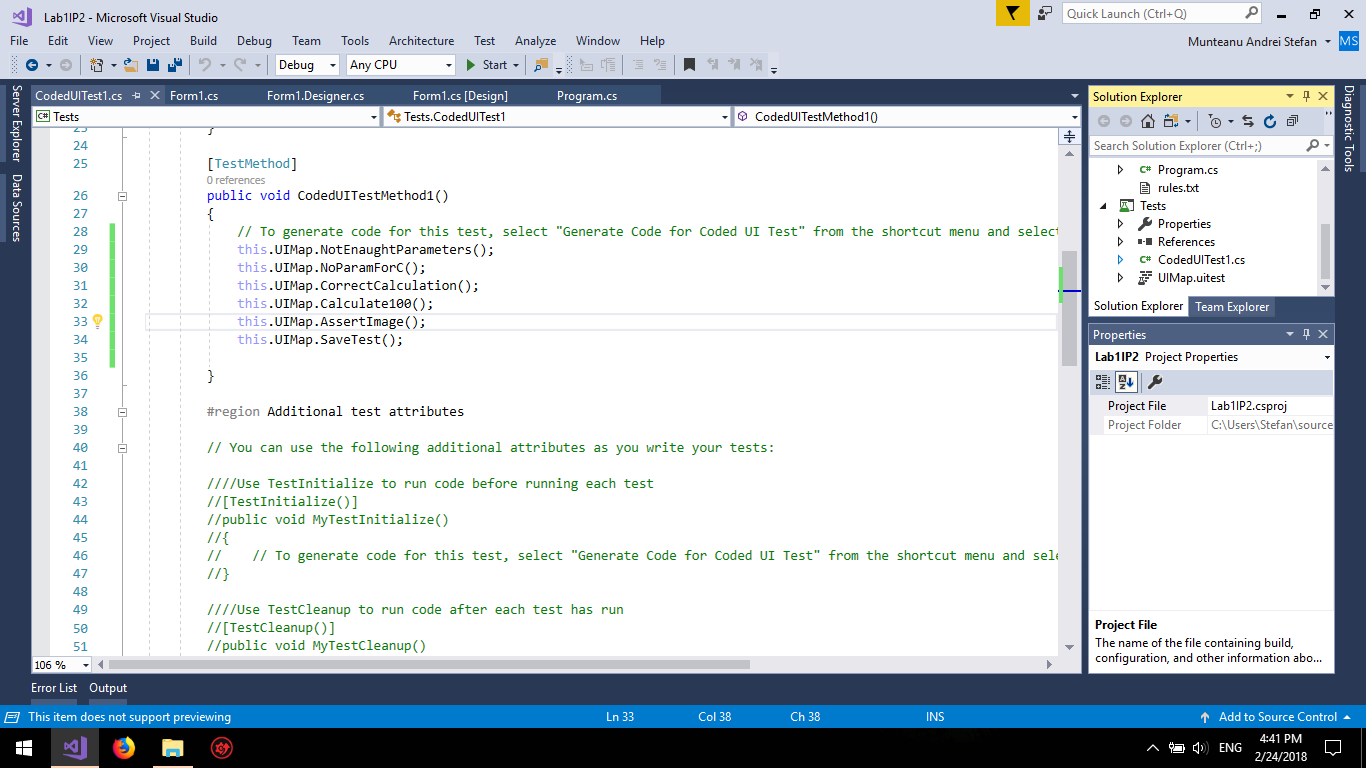 Lab1IP2 - Microsoft Visual Studio
Quick Launch (Ctrl+Q)
File Edit View Project Build Debug Team Tools Architecture Test Analyze Window Help
Munteanu Andrei Stefan MS
Debug Any CPU Start
Server Explorer
Data Sources
CodedUITest1.cs Form1.cs Form1.Designer.cs Form1.cs [Design] Program.cs
C# Tests Tests.CodedUITest1 CodedUITestMethod1()
23 }
24
25 [TestMethod]
0 references
26 public void CodedUITestMethod1()
27 {
28 // To generate code for this test, select "Generate Code for Coded UI Test" from the shortcut menu and select
29 this.UIMap.NotEnaughtParameters();
30 this.UIMap.NoParamForC();
31 this.UIMap.CorrectCalculation();
32 this.UIMap.Calculate100();
33 this.UIMap.AssertImage();
34 this.UIMap.SaveTest();
35
36 }
37
38 #region Additional test attributes
39
40 // You can use the following additional attributes as you write your tests:
41
42 ////Use TestInitialize to run code before running each test
43 //[TestInitialize()]
44 //public void MyTestInitialize()
45 //{
46 // // To generate code for this test, select "Generate Code for Coded UI Test" from the shortcut menu and sele
47 //}
48
49 ////Use TestCleanup to run code after each test has run
50 //[TestCleanup()]
51 //public void MyTestCleanup()
106 %
Solution Explorer
Search Solution Explorer (Ctrl+;)
C# Program.cs
rules.txt
Tests
Properties
References
C# CodedUITest1.cs
UIMap.uitest
Solution Explorer Team Explorer
Properties
Lab1IP2 Project Properties
Project File Lab1IP2.csproj
Project Folder C:\Users\Stefan\source
Project File
The name of the file containing build,
configuration, and other information abo...
Diagnostic Tools
Error List Output
This item does not support previewing Ln 33 Col 38 Ch 38 INS Add to Source Control
ENG
4:41 PM
2/24/2018